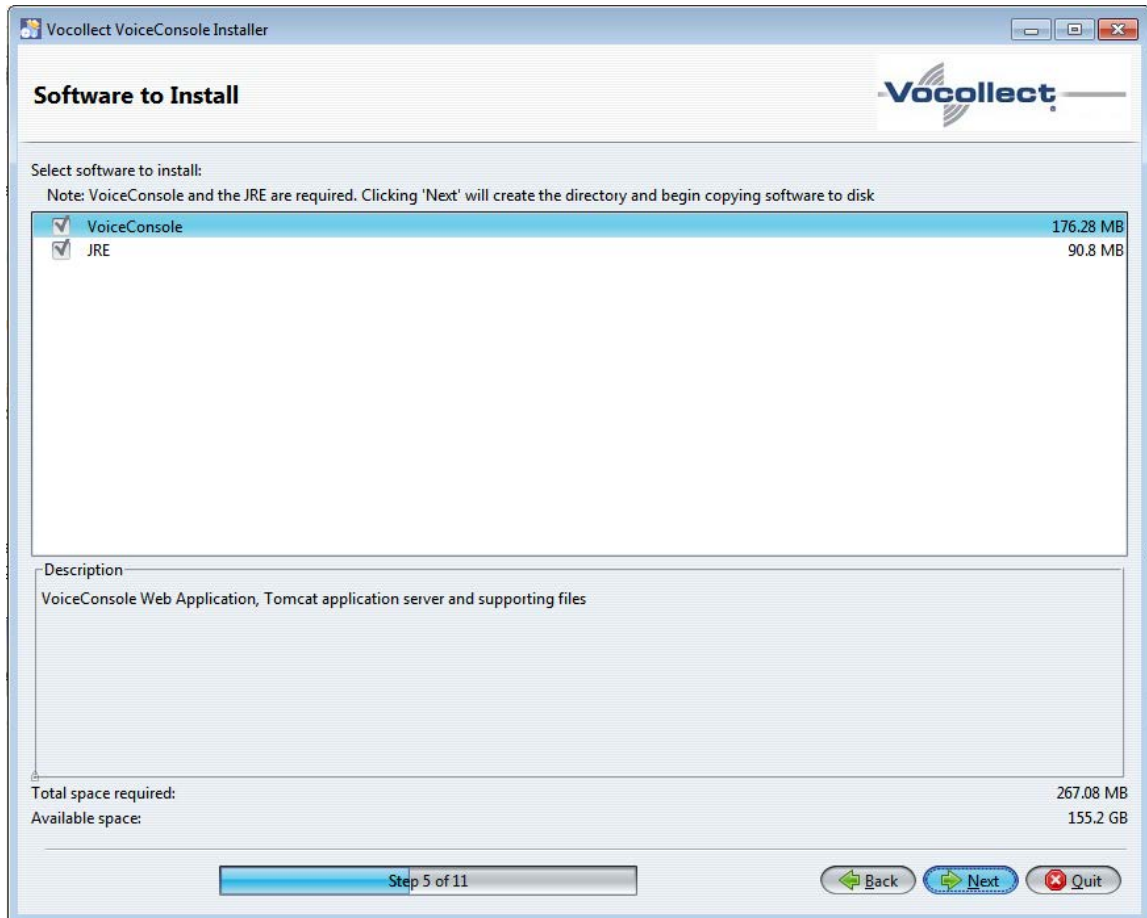 Vocollect VoiceConsole Installer
Software to Install
Vocollect
Select software to install:
Note: VoiceConsole and the JRE are required. Clicking 'Next' will create the directory and begin copying software to disk
VoiceConsole 176.28 MB
JRE 90.8 MB
Description
VoiceConsole Web Application, Tomcat application server and supporting files
Total space required: 267.08 MB
Available space: 155.2 GB
Step 5 of 11
Back Next Quit